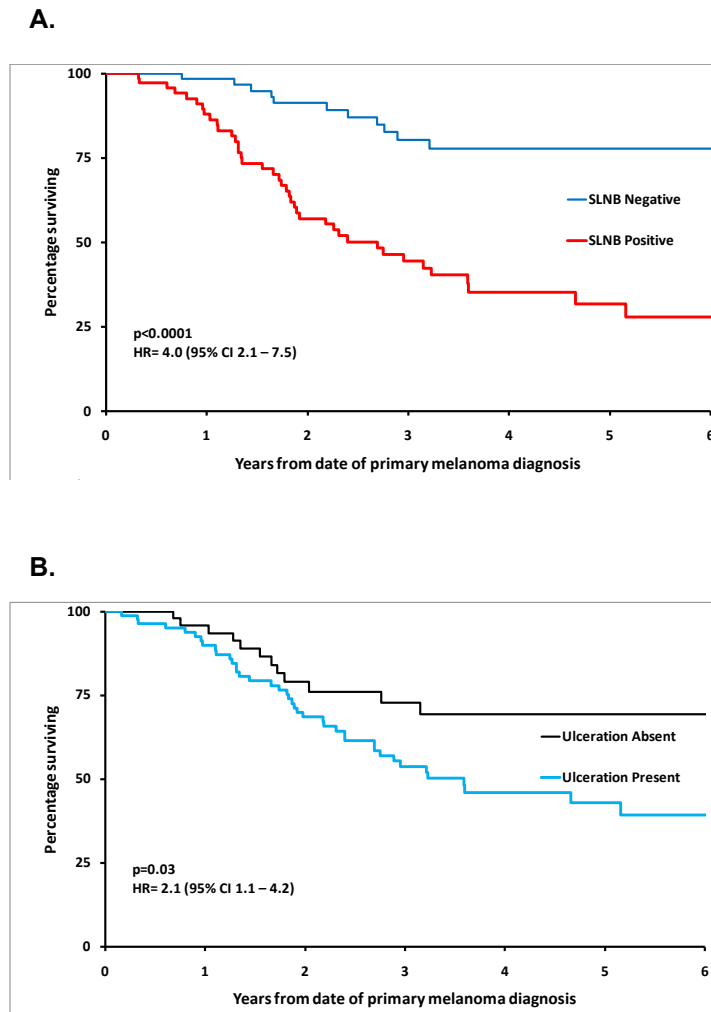 A.
100
75
50
25
0
Percentage surviving
SLNB Negative
SLNB Positive
p<0.0001
HR= 4.0 (95% CI 2.1 – 7.5)
0 1 2 3 4 5 6
Years from date of primary melanoma diagnosis
B.
100
75
50
25
0
Percentage surviving
Ulceration Absent
Ulceration Present
p=0.03
HR= 2.1 (95% CI 1.1 – 4.2)
0 1 2 3 4 5 6
Years from date of primary melanoma diagnosis